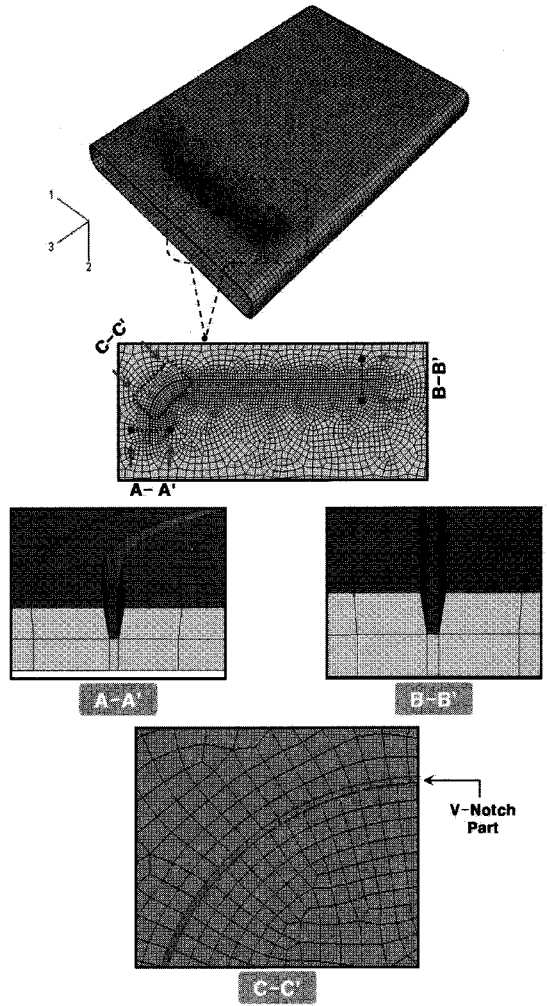 1
3
2
C-C'
B-B'
A- A'
A-A'
B-B'
V-Notch
Part
C-C'